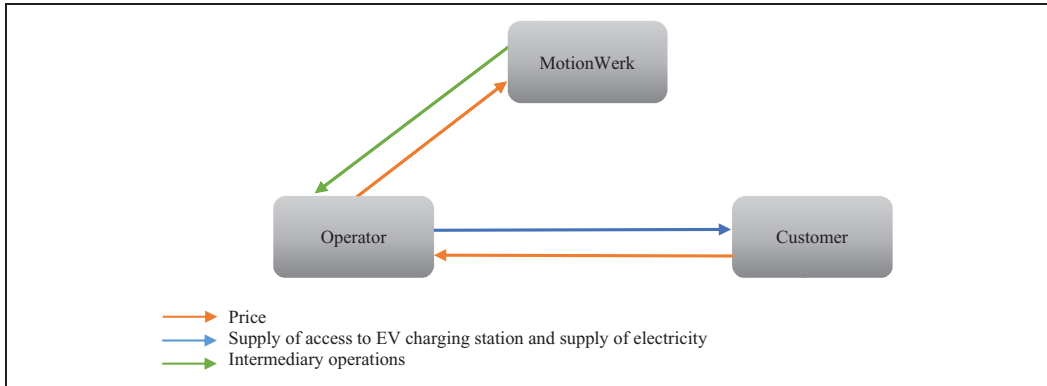 MotionWerk
Operator
Customer
Price
Supply of access to EV charging station and supply of electricity
Intermediary operations